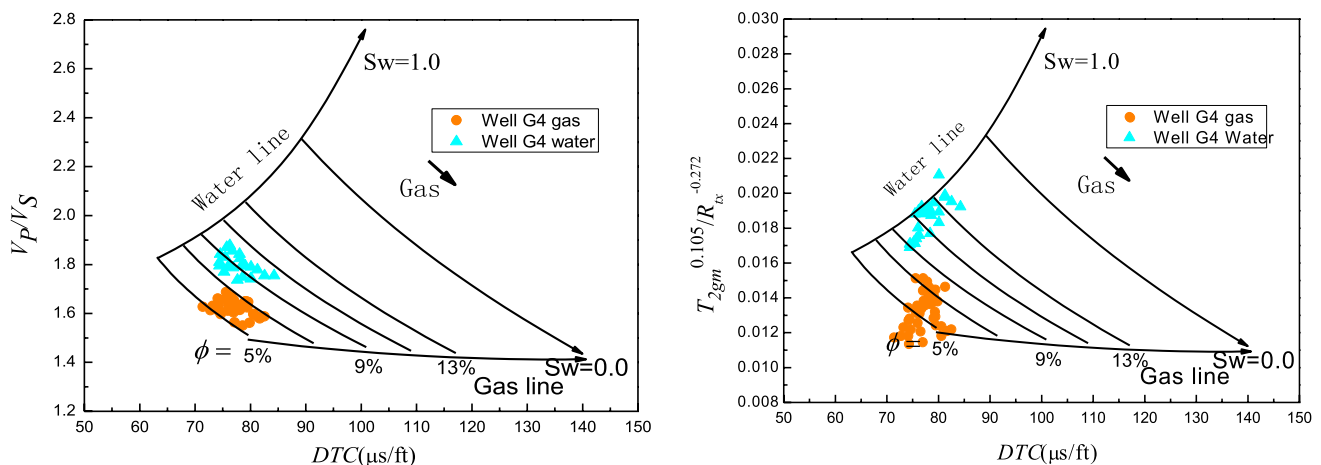 2.8
2.6
2.4
2.2
2.0
1.8
1.6
1.4
1.2
V_P/V_S
50 60 70 80 90 100 110 120 130 140 150
DTC(μs/ft)
Sw=1.0
Water line
Well G4 gas
Well G4 water
Gas
ϕ = 5% 9% 13%
Sw=0.0
Gas line
0.030
0.028
0.026
0.024
0.022
0.020
0.018
0.016
0.014
0.012
0.010
0.008
T_{2gm}^{0.105}/R_{tx}^{-0.272}
50 60 70 80 90 100 110 120 130 140 150
DTC(μs/ft)
Sw=1.0
Water line
Well G4 gas
Well G4 Water
Gas
ϕ = 5% 9% 13%
Sw=0.0
Gas line